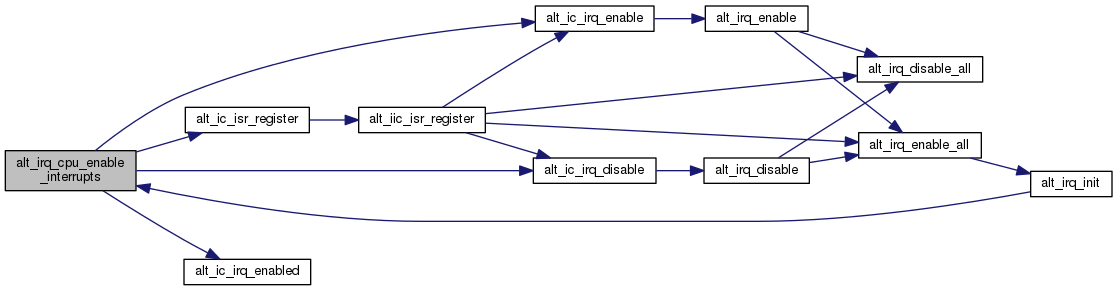 alt_ic_irq_enable
alt_irq_enable
alt_irq_disable_all
alt_ic_isr_register
alt_iic_isr_register
alt_irq_enable_all
alt_irq_cpu_enable
_interrupts
alt_ic_irq_disable
alt_irq_disable
alt_irq_init
alt_ic_irq_enabled